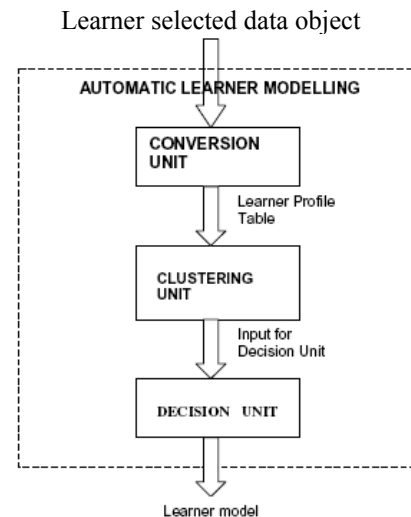 Learner selected data object
AUTOMATIC LEARNER MODELLING
CONVERSION
UNIT
Learner Profile
Table
CLUSTERING
UNIT
Input for
Decision Unit
DECISION UNIT
Learner model